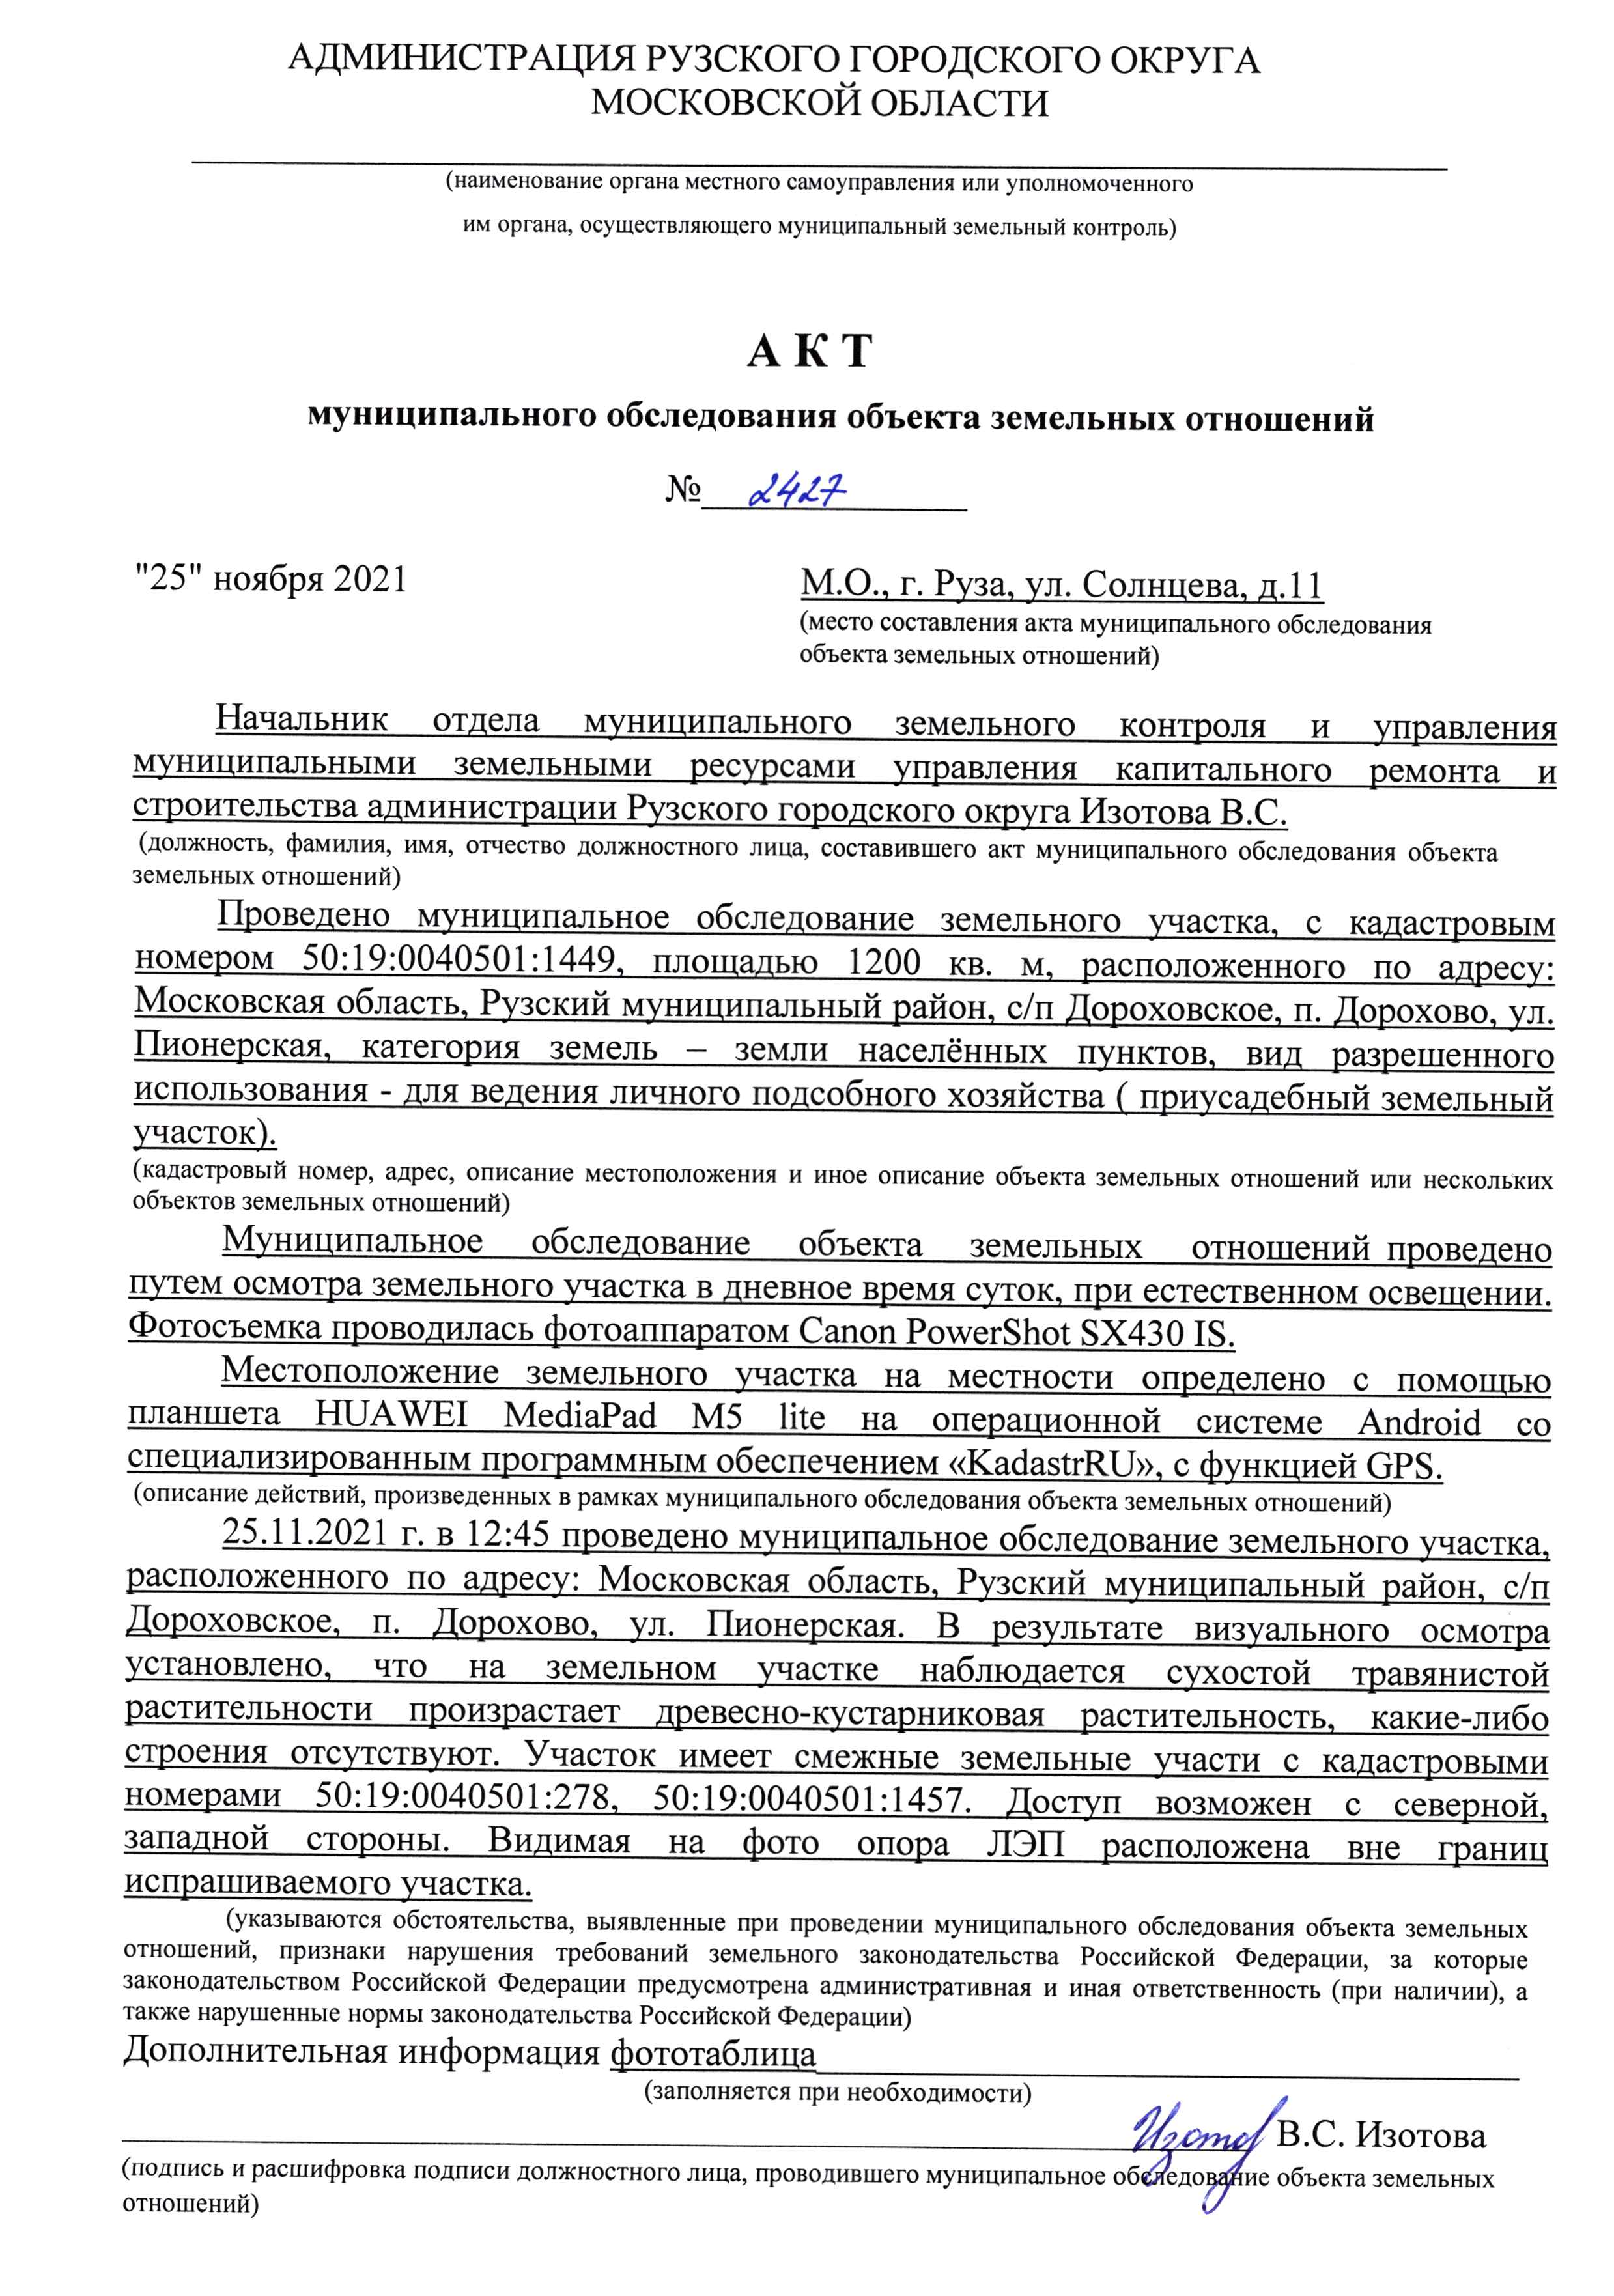 АДМИНИСТРАЦИЯ РУЗСКОГО ГОРОДСКОГО ОКРУГА
МОСКОВСКОЙ ОБЛАСТИ
(наименование органа местного самоуправления или уполномоченного
им органа, осуществляющего муниципальный земельный контроль)
А К Т
муниципального обследования объекта земельных отношений
№ 2427
"25" ноября 2021
М.О., г. Руза, ул. Солнцева, д.11
(место составления акта муниципального обследования
объекта земельных отношений)
Начальник отдела муниципального земельного контроля и управления
муниципальными земельными ресурсами управления капитального ремонта и
строительства администрации Рузского городского округа Изотова В.С.
(должность, фамилия, имя, отчество должностного лица, составившего акт муниципального обследования объекта
земельных отношений)
Проведено муниципальное обследование земельного участка, с кадастровым
номером 50:19:0040501:1449, площадью 1200 кв. м, расположенного по адресу:
Московская область, Рузский муниципальный район, с/п Дороховское, п. Дорохово, ул.
Пионерская, категория земель – земли населённых пунктов, вид разрешенного
использования - для ведения личного подсобного хозяйства ( приусадебный земельный
участок).
(кадастровый номер, адрес, описание местоположения и иное описание объекта земельных отношений или нескольких
объектов земельных отношений)
Муниципальное обследование объекта земельных отношений проведено
путем осмотра земельного участка в дневное время суток, при естественном освещении.
Фотосъемка проводилась фотоаппаратом Canon PowerShot SX430 IS.
Местоположение земельного участка на местности определено с помощью
планшета HUAWEI MediaPad M5 lite на операционной системе Android со
специализированным программным обеспечением «KadastrRU», с функцией GPS.
(описание действий, произведенных в рамках муниципального обследования объекта земельных отношений)
25.11.2021 г. в 12:45 проведено муниципальное обследование земельного участка,
расположенного по адресу: Московская область, Рузский муниципальный район, с/п
Дороховское, п. Дорохово, ул. Пионерская. В результате визуального осмотра
установлено, что на земельном участке наблюдается сухостой травянистой
растительности произрастает древесно-кустарниковая растительность, какие-либо
строения отсутствуют. Участок имеет смежные земельные участи с кадастровыми
номерами 50:19:0040501:278, 50:19:0040501:1457. Доступ возможен с северной,
западной стороны. Видимая на фото опора ЛЭП расположена вне границ
испрашиваемого участка.
(указываются обстоятельства, выявленные при проведении муниципального обследования объекта земельных
отношений, признаки нарушения требований земельного законодательства Российской Федерации, за которые
законодательством Российской Федерации предусмотрена административная и иная ответственность (при наличии), а
также нарушенные нормы законодательства Российской Федерации)
Дополнительная информация фототаблица
(заполняется при необходимости)
Изотов В.С. Изотова
(подпись и расшифровка подписи должностного лица, проводившего муниципальное обследование объекта земельных
отношений)